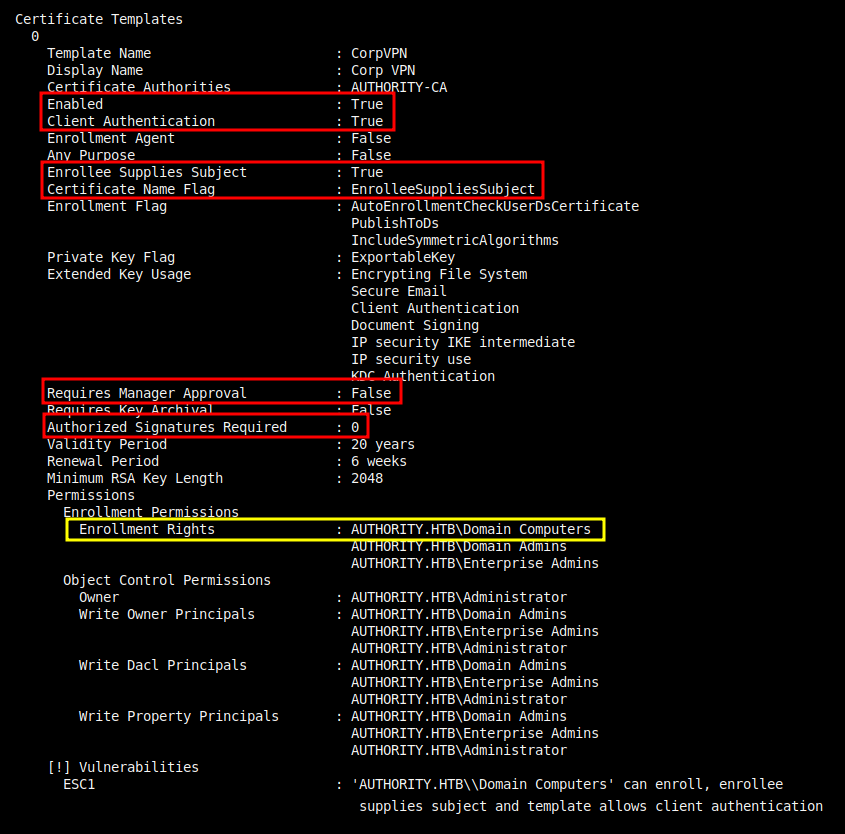 Certificate Templates
0
Template Name : CorpVPN
Display Name : Corp VPN
Certificate Authorities : AUTHORITY-CA
Enabled : True
Client Authentication : True
Enrollment Agent : False
Any Purpose : False
Enrollee Supplies Subject : True
Certificate Name Flag : EnrolleeSuppliesSubject
Enrollment Flag : AutoEnrollmentCheckUserDsCertificate
PublishToDs
IncludeSymmetricAlgorithms
Private Key Flag : ExportableKey
Extended Key Usage : Encrypting File System
Secure Email
Client Authentication
Document Signing
IP security IKE intermediate
IP security use
KDC Authentication
Requires Manager Approval : False
Requires Key Archival : False
Authorized Signatures Required : 0
Validity Period : 20 years
Renewal Period : 6 weeks
Minimum RSA Key Length : 2048
Permissions
Enrollment Permissions
Enrollment Rights : AUTHORITY.HTB\Domain Computers
AUTHORITY.HTB\Domain Admins
AUTHORITY.HTB\Enterprise Admins
Object Control Permissions
Owner : AUTHORITY.HTB\Administrator
Write Owner Principals : AUTHORITY.HTB\Domain Admins
AUTHORITY.HTB\Enterprise Admins
AUTHORITY.HTB\Administrator
Write Dacl Principals : AUTHORITY.HTB\Domain Admins
AUTHORITY.HTB\Enterprise Admins
AUTHORITY.HTB\Administrator
Write Property Principals : AUTHORITY.HTB\Domain Admins
AUTHORITY.HTB\Enterprise Admins
AUTHORITY.HTB\Administrator
[!] Vulnerabilities
ESC1 : 'AUTHORITY.HTB\\Domain Computers' can enroll, enrollee
supplies subject and template allows client authentication